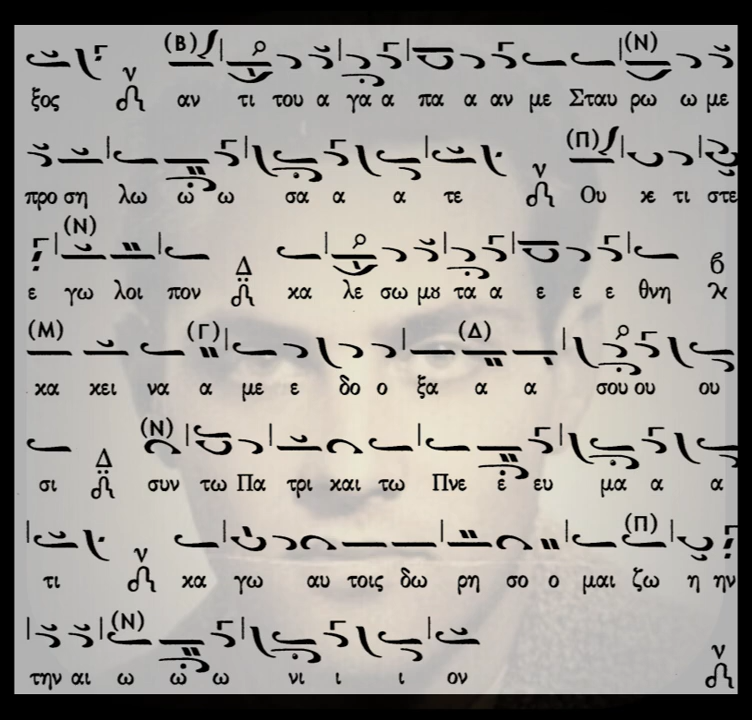 (Β) (Ν)
ξος αν τι του α γα α πα α αν με Σταυ ρω ω με
(Π)
προ ση λω ω ω σα α α τε Ου κε τι στε
(Ν)
ε γω λοι πον κα λε σω μȣ τα α ε ε ε θνη
(Μ) (Γ) (Δ)
κα κει να α με ε δο ο ξα α α σου ου ου
(Ν)
σι συν τω Πα τρι και τω Πνε ε ευ μα α α
(Π)
τι κα γω αυ τοις δω ρη σο ο μαι ζω η ην
(Ν)
την αι ω ω ω νι ι ι ον